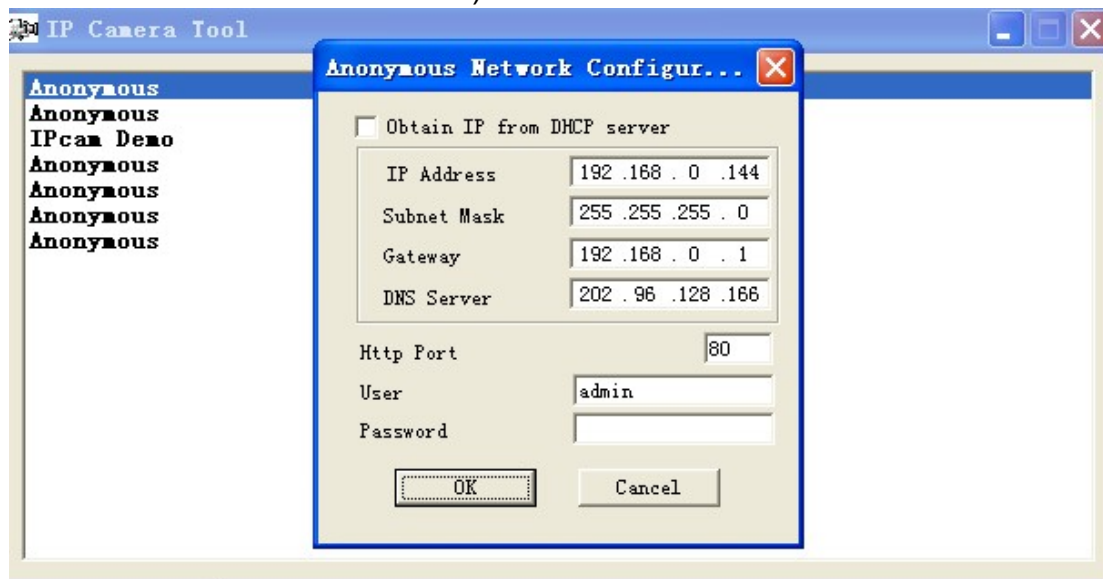 IP Camera Tool
Anonymous Network Configur...
Anonymous
Anonymous
IPcam Demo
Anonymous
Anonymous
Anonymous
Anonymous
Obtain IP from DHCP server
IP Address 192 .168 . 0 .144
Subnet Mask 255 .255 .255 . 0
Gateway 192 .168 . 0 . 1
DNS Server 202 . 96 .128 .166
Http Port 80
User admin
Password
OK Cancel